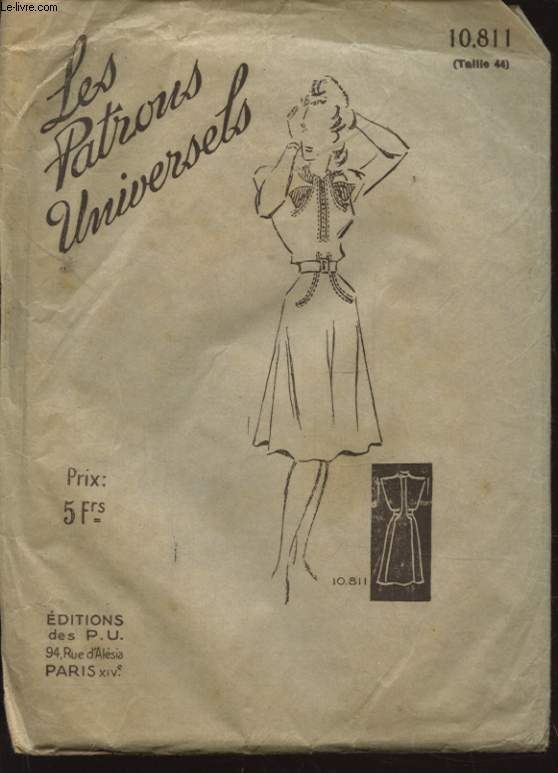 Le-livre.com
10.811
(Taille 44)
Les
Patrons
Universels
Prix:
5 Frs
10.811
ÉDITIONS
des P.U.
94, Rue d'Alésia
PARIS XIVe.